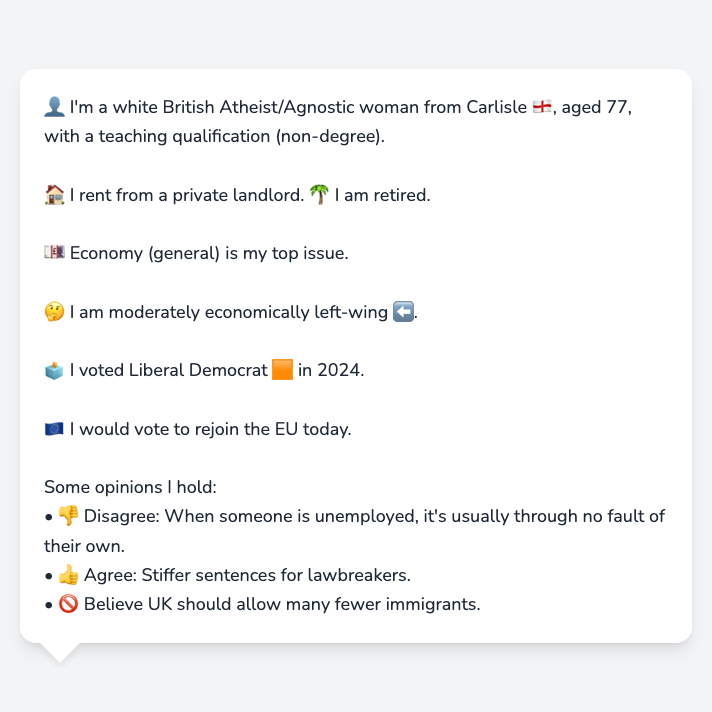 👤 I'm a white British Atheist/Agnostic woman from Carlisle 🏴󠁧󠁢󠁥󠁮󠁧󠁿, aged 77,
with a teaching qualification (non-degree).
🏠 I rent from a private landlord. 🌴 I am retired.
💷 Economy (general) is my top issue.
🤔 I am moderately economically left-wing ⬅️.
🗳️ I voted Liberal Democrat 🟧 in 2024.
🇪🇺 I would vote to rejoin the EU today.
Some opinions I hold:
• 👎 Disagree: When someone is unemployed, it's usually through no fault of
their own.
• 👍 Agree: Stiffer sentences for lawbreakers.
• 🚫 Believe UK should allow many fewer immigrants.